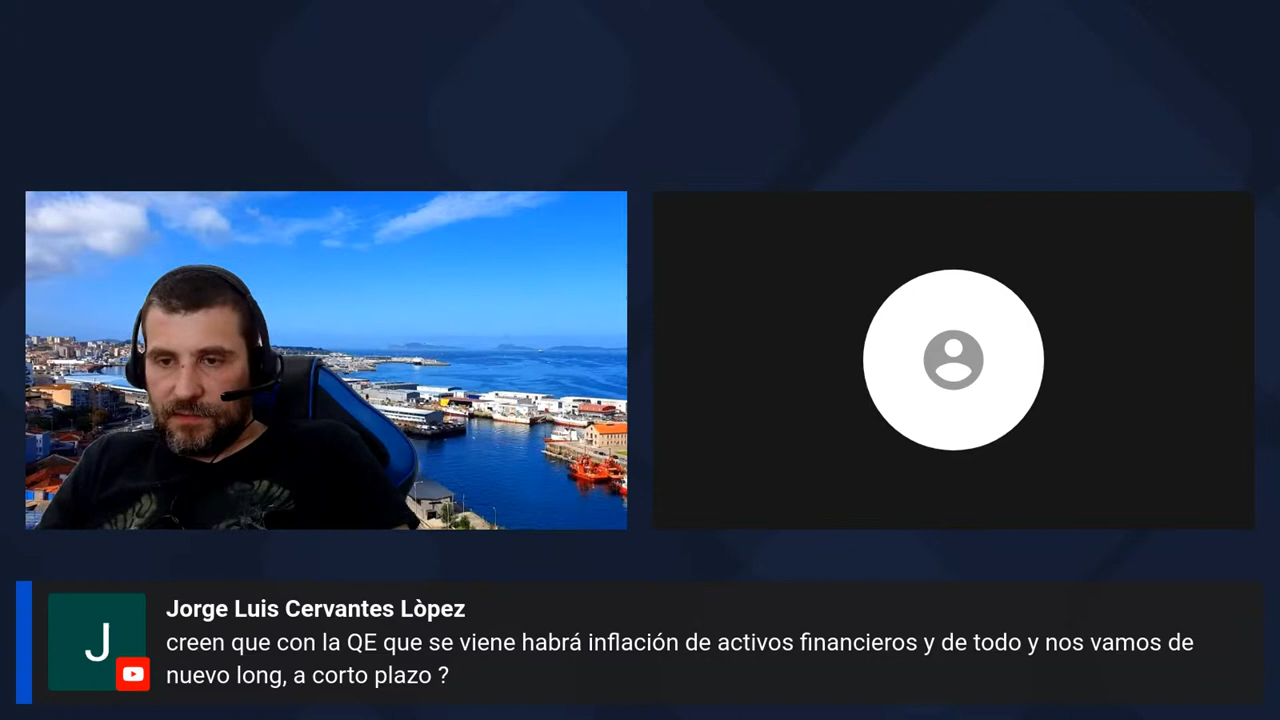 Jorge Luis Cervantes Lòpez
J
creen que con la QE que se viene habrá inflación de activos financieros y de todo y nos vamos de
nuevo long, a corto plazo ?